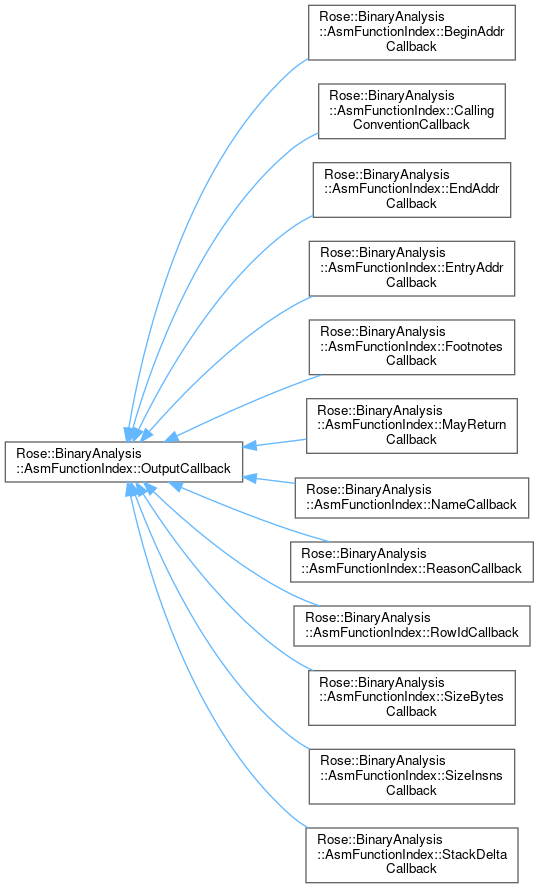 Rose::BinaryAnalysis
::AsmFunctionIndex::BeginAddr
Callback
Rose::BinaryAnalysis
::AsmFunctionIndex::Calling
ConventionCallback
Rose::BinaryAnalysis
::AsmFunctionIndex::EndAddr
Callback
Rose::BinaryAnalysis
::AsmFunctionIndex::EntryAddr
Callback
Rose::BinaryAnalysis
::AsmFunctionIndex::Footnotes
Callback
Rose::BinaryAnalysis
::AsmFunctionIndex::MayReturn
Callback
Rose::BinaryAnalysis
::AsmFunctionIndex::OutputCallback
Rose::BinaryAnalysis
::AsmFunctionIndex::NameCallback
Rose::BinaryAnalysis
::AsmFunctionIndex::ReasonCallback
Rose::BinaryAnalysis
::AsmFunctionIndex::RowIdCallback
Rose::BinaryAnalysis
::AsmFunctionIndex::SizeBytes
Callback
Rose::BinaryAnalysis
::AsmFunctionIndex::SizeInsns
Callback
Rose::BinaryAnalysis
::AsmFunctionIndex::StackDelta
Callback